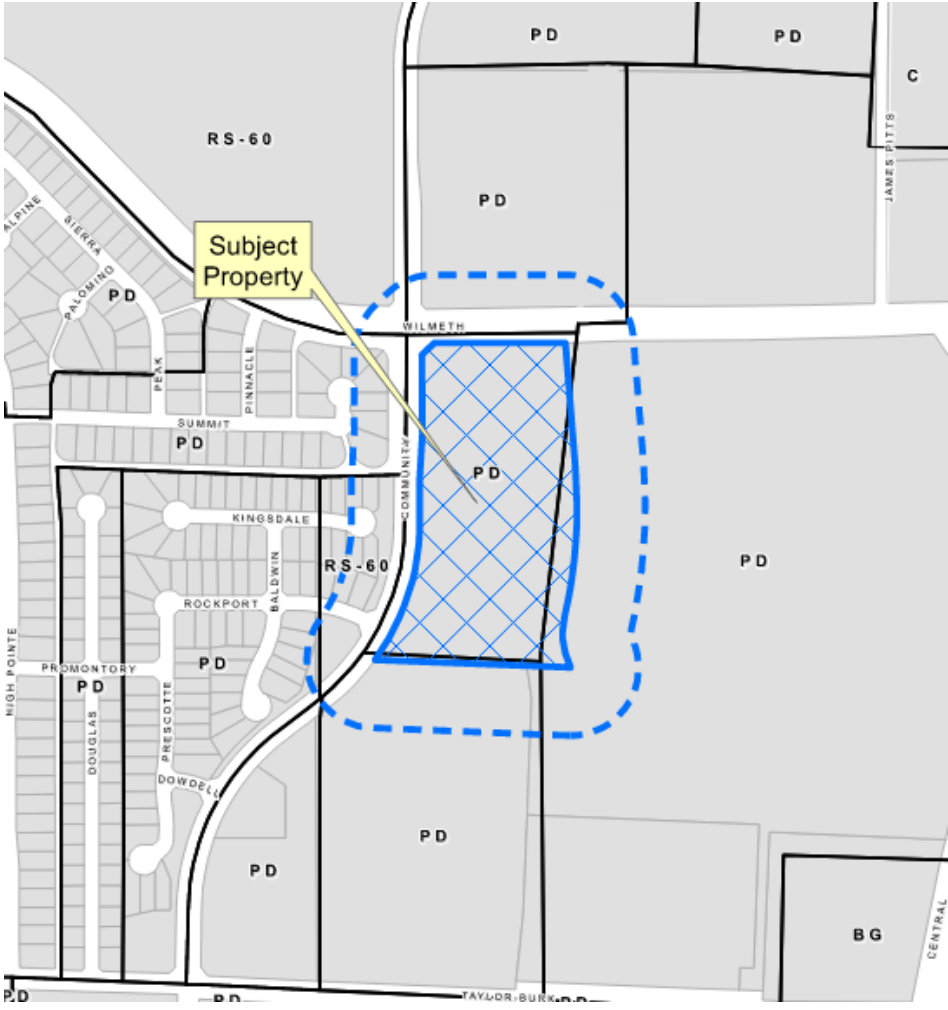 PD
PD
C
JAMES PITTS
RS-60
ALPINE
SIERRA
PD
Subject
Property
PALOMINO
PD
WILMETH
PEAK
PINNACLE
SUMMIT
PD
COMMUNITY
PD
KINGSDALE
BALDWIN
RS-60
PD
ROCKPORT
HIGH POINTE
PROMONTORY
PD
PD
DOUGLAS
PRESCOTTE
DOWDELL
PD
PD
BG
CENTRAL
PD
PD
TAYLOR-BURK
PD